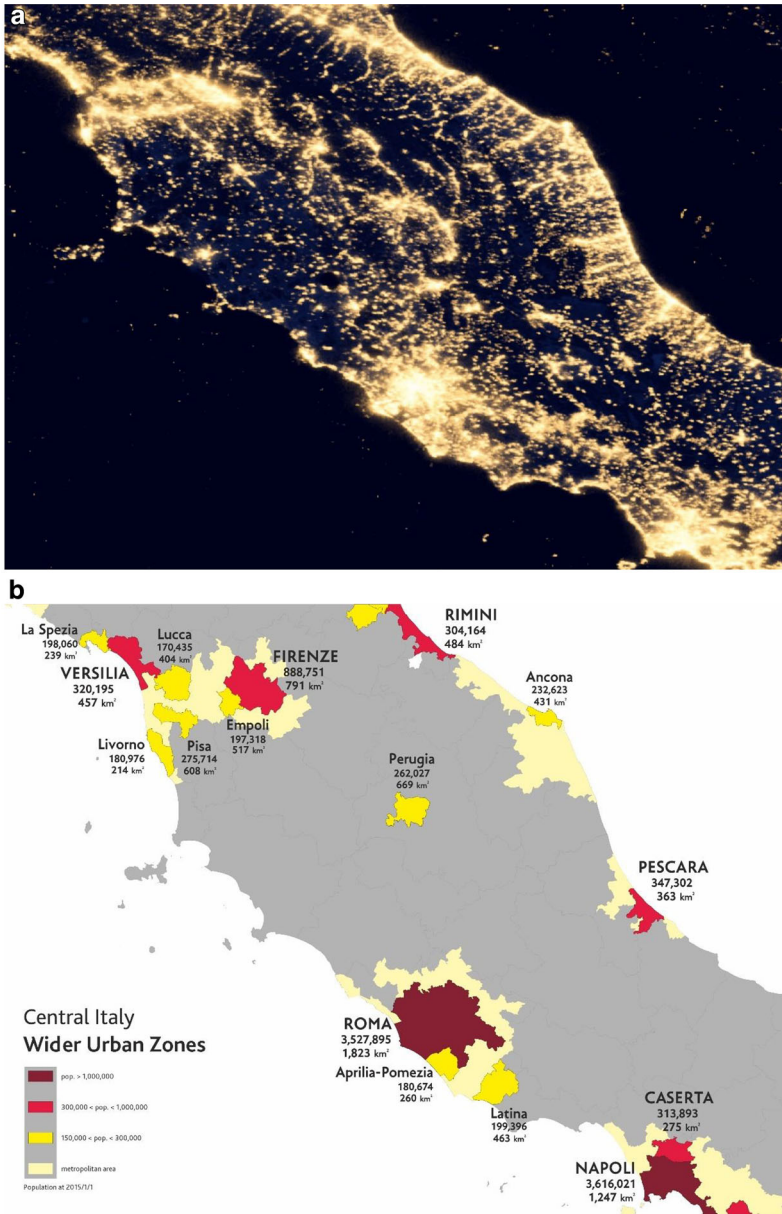 a
b
La Spezia
198,060
239 km²
VERSILIA
320,195
457 km²
Lucca
170,435
404 km²
FIRENZE
888,751
791 km²
Empoli
197,318
517 km²
Livorno
180,976
214 km²
Pisa
275,714
608 km²
RIMINI
304,164
484 km²
Ancona
232,623
431 km²
Perugia
262,027
669 km²
PESCARA
347,302
363 km²
ROMA
3,527,895
1,823 km²
Aprilia-Pomezia
180,674
260 km²
Latina
199,396
463 km²
CASERTA
313,893
275 km²
NAPOLI
3,616,021
1,247 km²
Central Italy
Wider Urban Zones
pop. > 1,000,000
300,000 < pop. < 1,000,000
150,000 < pop. < 300,000
metropolitan area
Population at 2015/1/1